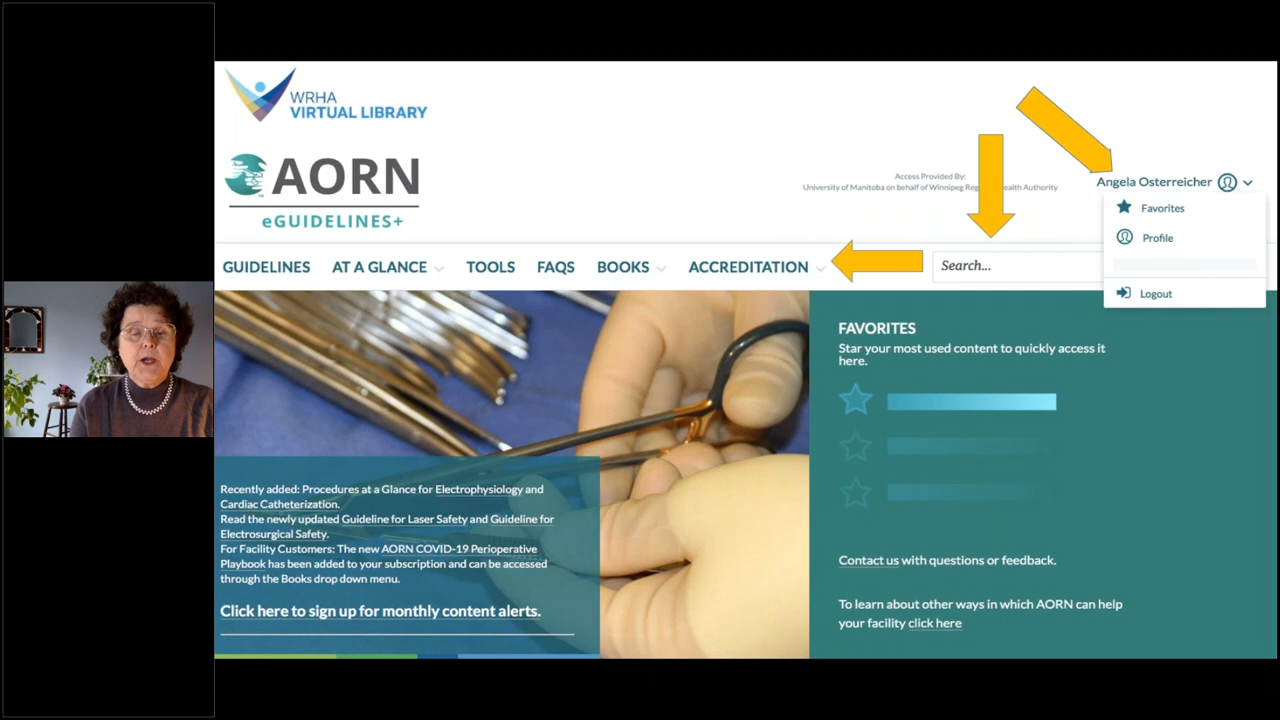 WRHA
VIRTUAL LIBRARY
AORN
eGUIDELINES+
Access Provided By:
University of Manitoba on behalf of Winnipeg Reg ealth Authority
Angela Osterreicher
Favorites
Profile
Logout
GUIDELINES AT A GLANCE TOOLS FAQS BOOKS ACCREDITATION
Search...
Recently added: Procedures at a Glance for Electrophysiology and
Cardiac Catheterization.
Read the newly updated Guideline for Laser Safety and Guideline for
Electrosurgical Safety.
For Facility Customers: The new AORN COVID-19 Perioperative
Playbook has been added to your subscription and can be accessed
through the Books drop down menu.
Click here to sign up for monthly content alerts.
FAVORITES
Star your most used content to quickly access it
here.
Contact us with questions or feedback.
To learn about other ways in which AORN can help
your facility click here